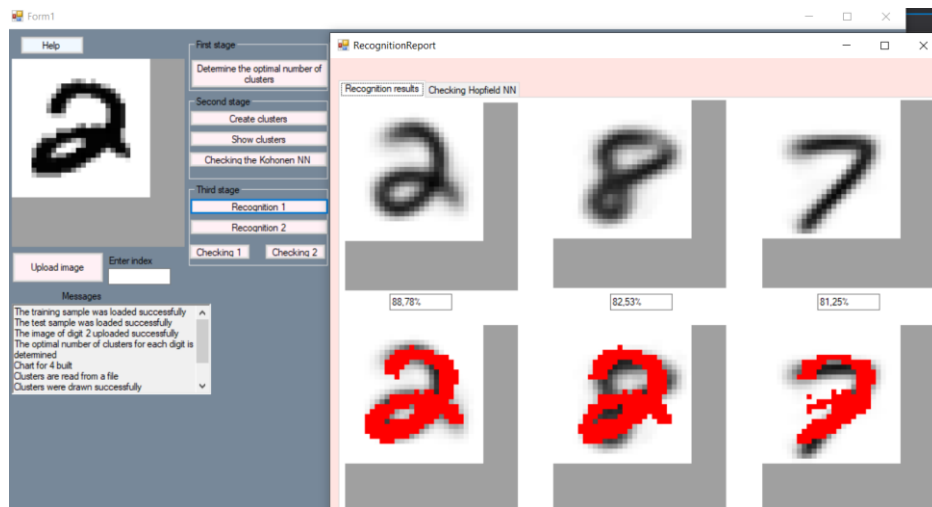 Form1
Help
First stage
Determine the optimal number of
clusters
Second stage
Create clusters
Show clusters
Checking the Kohonen NN
Third stage
Recognition 1
Recognition 2
Checking 1
Checking 2
Upload image
Enter index
Messages
The training sample was loaded successfully
The test sample was loaded successfully
The image of digit 2 uploaded successfully
The optimal number of clusters for each digit is
determined
Chart for 4 built
Clusters are read from a file
Clusters were drawn successfully
RecognitionReport
Recognition results
Checking Hopfield NN
2
2 8 7
88,78%
82,53%
81,25%